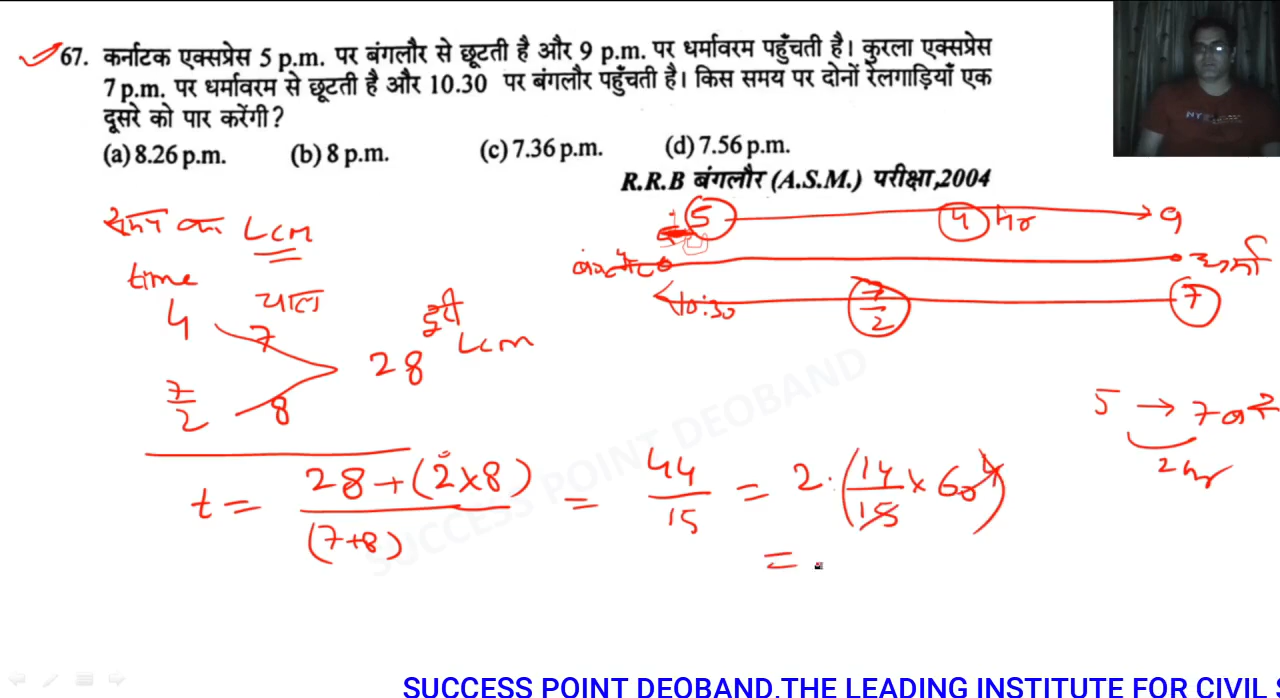 67. कर्नाटक एक्सप्रेस 5 p.m. पर बंगलौर से छूटती है और 9 p.m. पर धर्मावरम पहुँचती है। कुरला एक्सप्रेस
7 p.m. पर धर्मावरम से छूटती है और 10.30 पर बंगलौर पहुँचती है। किस समय पर दोनों रेलगाड़ियाँ एक
दूसरे को पार करेंगी?
(a) 8.26 p.m. (b) 8 p.m. (c) 7.36 p.m. (d) 7.56 p.m.
R.R.B बंगलौर (A.S.M.) परीक्षा,2004
5 4 hr 9
समय का LCM
time
चाल
10:30 7/2 7
4 7
दूरी
LCM
28
7/2 8
5 → 7 बजे
2 hr
t = 28+(2×8)/(7+8) = 44/15 = 2.(14/15 × 60 4)
=
SUCCESS POINT DEOBAND
SUCCESS POINT DEOBAND,THE LEADING INSTITUTE FOR CIVIL